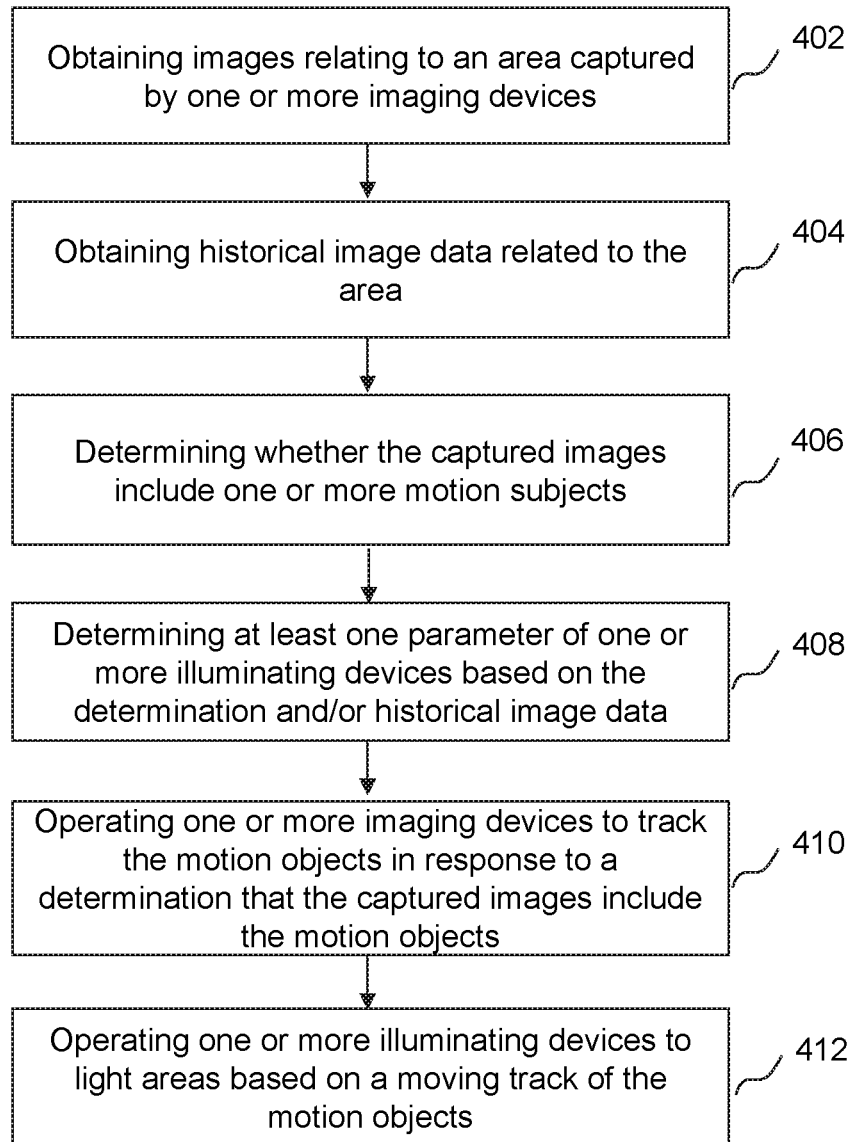 Obtaining images relating to an area captured
by one or more imaging devices
402
Obtaining historical image data related to the
area
404
Determining whether the captured images
include one or more motion subjects
406
Determining at least one parameter of one or
more illuminating devices based on the
determination and/or historical image data
408
Operating one or more imaging devices to track
the motion objects in response to a
determination that the captured images include
the motion objects
410
Operating one or more illuminating devices to
light areas based on a moving track of the
motion objects
412